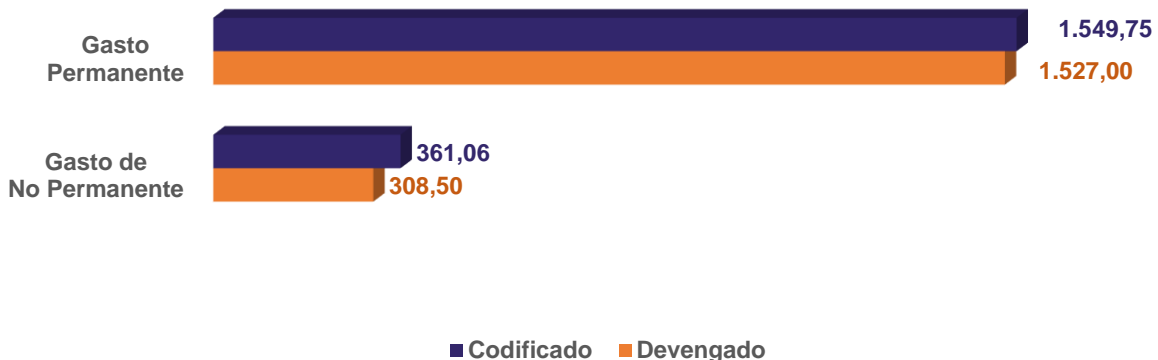 Gasto
Permanente
1.549,75
1.527,00
Gasto de
No Permanente
361,06
308,50
Codificado
Devengado